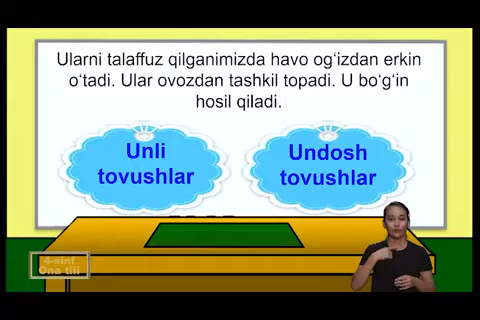 Ularni talaffuz qilganimizda havo og‘izdan erkin
o‘tadi. Ular ovozdan tashkil topadi. U bo‘g‘in
hosil qiladi.
Unli
tovushlar
Undosh
tovushlar
4-sinf
Ona tili